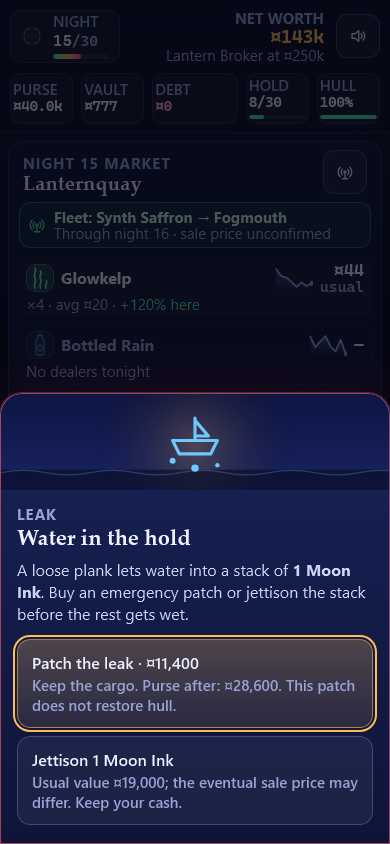 NIGHT
15/30
NET WORTH
¤143k
Lantern Broker at ¤250k
PURSE
¤40.0k
VAULT
¤777
DEBT
¤0
HOLD
8/30
HULL
100%
NIGHT 15 MARKET
Lanternquay
Fleet: Synth Saffron → Fogmouth
Through night 16 · sale price unconfirmed
Glowkelp
¤44
usual
×4 · avg ¤20 · +120% here
Bottled Rain
–
No dealers tonight
LEAK
Water in the hold
A loose plank lets water into a stack of 1 Moon
Ink. Buy an emergency patch or jettison the stack
before the rest gets wet.
Patch the leak · ¤11,400
Keep the cargo. Purse after: ¤28,600. This patch
does not restore hull.
Jettison 1 Moon Ink
Usual value ¤19,000; the eventual sale price may
differ. Keep your cash.